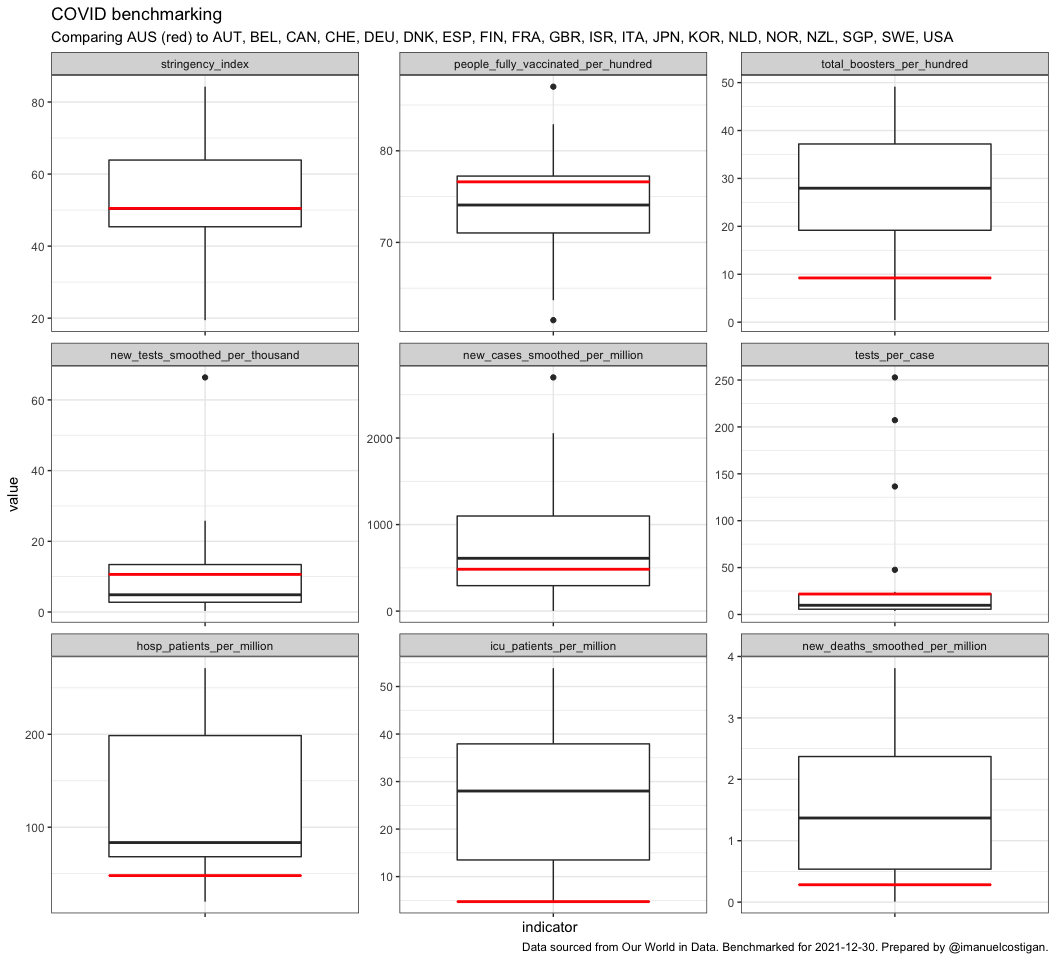 COVID benchmarking
Comparing AUS (red) to AUT, BEL, CAN, CHE, DEU, DNK, ESP, FIN, FRA, GBR, ISR, ITA, JPN, KOR, NLD, NOR, NZL, SGP, SWE, USA
stringency_index
80
60
40
20
people_fully_vaccinated_per_hundred
80
70
total_boosters_per_hundred
50
40
30
20
10
0
value
new_tests_smoothed_per_thousand
60
40
20
0
new_cases_smoothed_per_million
2000
1000
0
tests_per_case
250
200
150
100
50
0
hosp_patients_per_million
200
100
icu_patients_per_million
50
40
30
20
10
new_deaths_smoothed_per_million
4
3
2
1
0
indicator
Data sourced from Our World in Data. Benchmarked for 2021-12-30. Prepared by @imanuelcostigan.